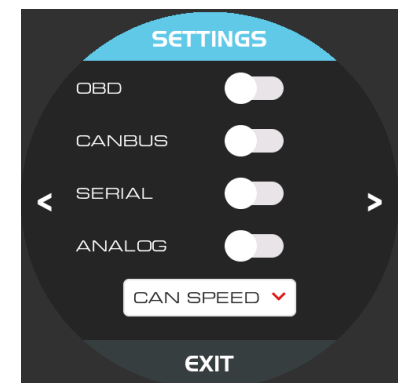 SETTINGS
OBD
CANBUS
SERIAL
< >
ANALOG
CAN SPEED
EXIT